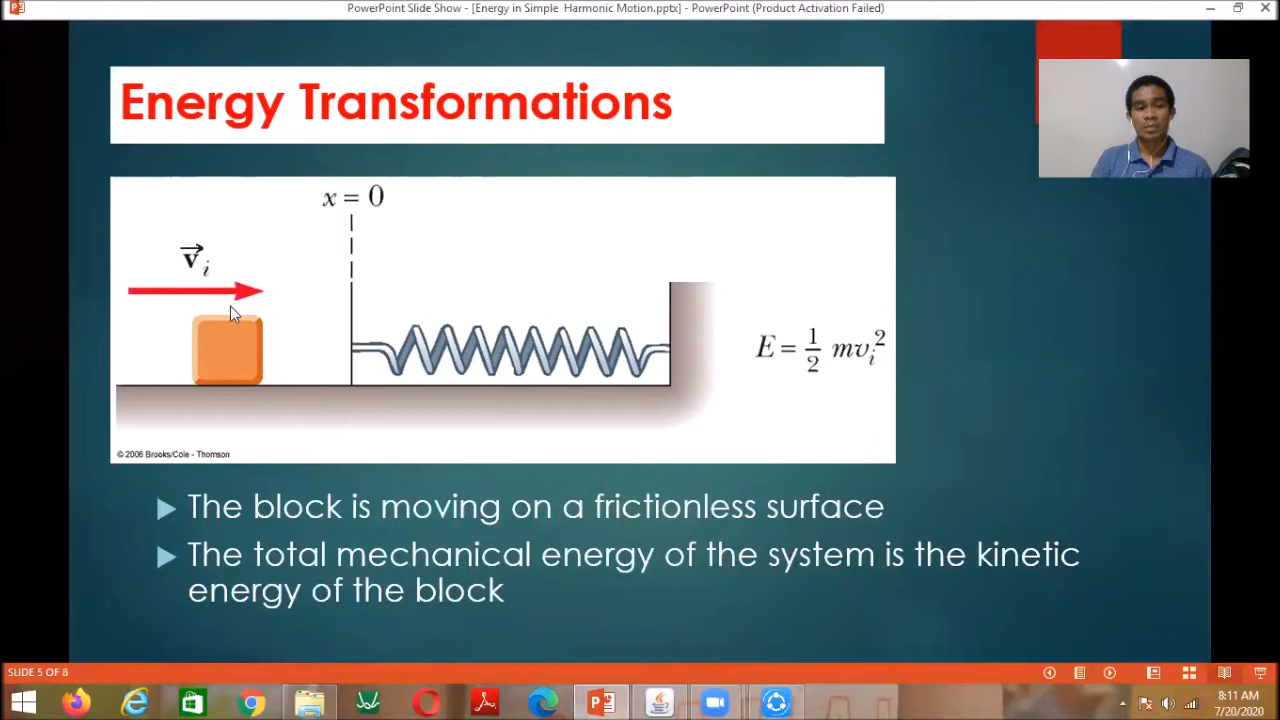 PowerPoint Slide Show - [Energy in Simple  Harmonic Motion.pptx] - PowerPoint (Product Activation Failed)
Energy Transformations
x = 0
v⃗ᵢ
E = 1/2 mvᵢ²
© 2006 Brooks/Cole - Thomson
The block is moving on a frictionless surface
The total mechanical energy of the system is the kinetic
energy of the block
SLIDE 5 OF 8
8:11 AM
7/20/2020